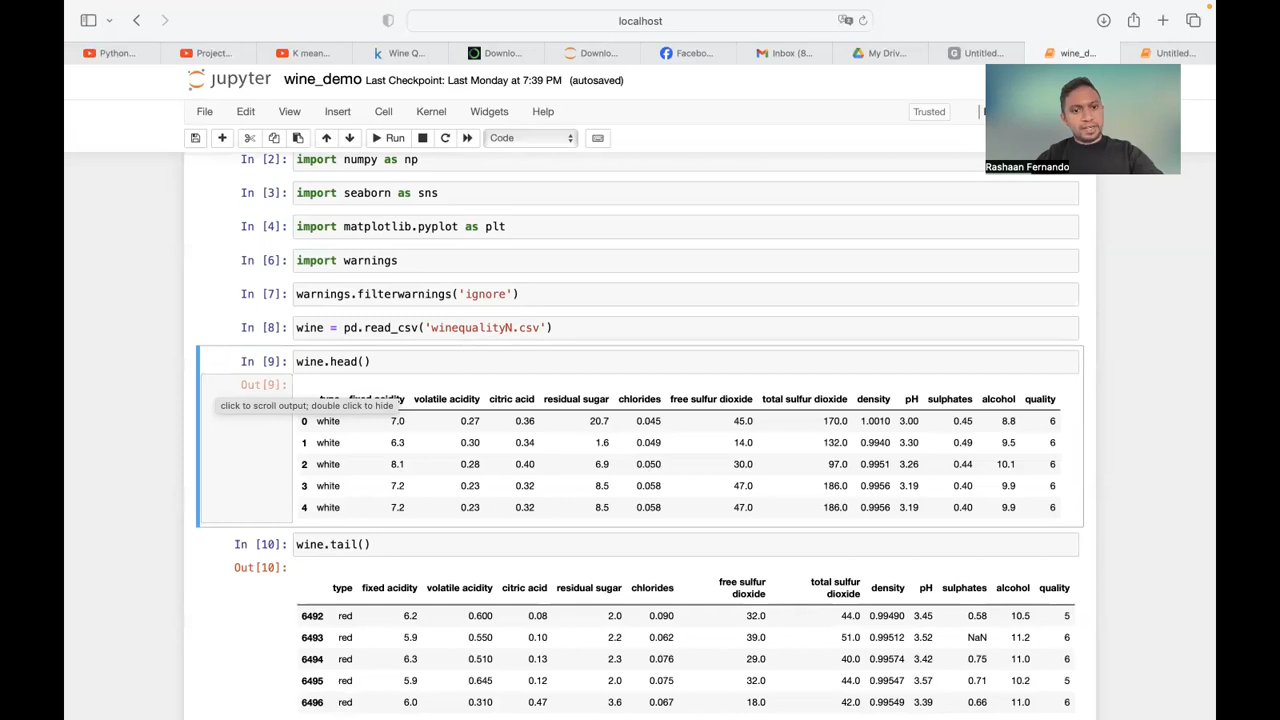 localhost
Python...
Project...
K mean...
Wine Q...
Downlo...
Downlo...
Facebo...
Inbox (8...
My Driv...
Untitled...
wine_d...
Untitled...
jupyter wine_demo Last Checkpoint: Last Monday at 7:39 PM (autosaved)
File Edit View Insert Cell Kernel Widgets Help Trusted
Run Code
Rashaan Fernando
In [2]: import numpy as np
In [3]: import seaborn as sns
In [4]: import matplotlib.pyplot as plt
In [6]: import warnings
In [7]: warnings.filterwarnings('ignore')
In [8]: wine = pd.read_csv('winequalityN.csv')
In [9]: wine.head()
Out[9]:
type fixed acidity volatile acidity citric acid residual sugar chlorides free sulfur dioxide total sulfur dioxide density pH sulphates alcohol quality
click to scroll output; double click to hide
0 white 7.0 0.27 0.36 20.7 0.045 45.0 170.0 1.0010 3.00 0.45 8.8 6
1 white 6.3 0.30 0.34 1.6 0.049 14.0 132.0 0.9940 3.30 0.49 9.5 6
2 white 8.1 0.28 0.40 6.9 0.050 30.0 97.0 0.9951 3.26 0.44 10.1 6
3 white 7.2 0.23 0.32 8.5 0.058 47.0 186.0 0.9956 3.19 0.40 9.9 6
4 white 7.2 0.23 0.32 8.5 0.058 47.0 186.0 0.9956 3.19 0.40 9.9 6
In [10]: wine.tail()
Out[10]:
type fixed acidity volatile acidity citric acid residual sugar chlorides free sulfur dioxide total sulfur dioxide density pH sulphates alcohol quality
6492 red 6.2 0.600 0.08 2.0 0.090 32.0 44.0 0.99490 3.45 0.58 10.5 5
6493 red 5.9 0.550 0.10 2.2 0.062 39.0 51.0 0.99512 3.52 NaN 11.2 6
6494 red 6.3 0.510 0.13 2.3 0.076 29.0 40.0 0.99574 3.42 0.75 11.0 6
6495 red 5.9 0.645 0.12 2.0 0.075 32.0 44.0 0.99547 3.57 0.71 10.2 5
6496 red 6.0 0.310 0.47 3.6 0.067 18.0 42.0 0.99549 3.39 0.66 11.0 6